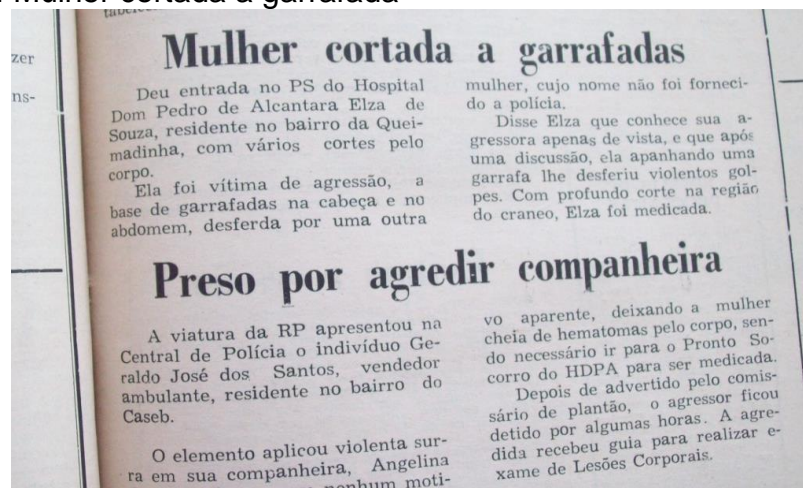 Mulher cortada a garrafada
zer
ns-
Mulher cortada a garrafadas
Deu entrada no PS do Hospital
Dom Pedro de Alcantara Elza de
Souza, residente no bairro da Quei-
madinha, com vários cortes pelo
corpo.
Ela foi vítima de agressão, a
base de garrafadas na cabeça e no
abdomem, desferda por uma outra
mulher, cujo nome não foi forneci-
do a polícia.
Disse Elza que conhece sua a-
gressora apenas de vista, e que após
uma discussão, ela apanhando uma
garrafa lhe desferiu violentos gol-
pes. Com profundo corte na região
do craneo, Elza foi medicada.
Preso por agredir companheira
A viatura da RP apresentou na
Central de Polícia o indivíduo Ge-
raldo José dos Santos, vendedor
ambulante, residente no bairro do
Caseb.
O elemento aplicou violenta sur-
ra em sua companheira, Angelina
nenhum moti-
vo aparente, deixando a mulher
cheia de hematomas pelo corpo, sen-
do necessário ir para o Pronto So-
corro do HDPA para ser medicada.
Depois de advertido pelo comis-
sário de plantão, o agressor ficou
detido por algumas horas. A agre-
dida recebeu guia para realizar e-
xame de Lesões Corporais.